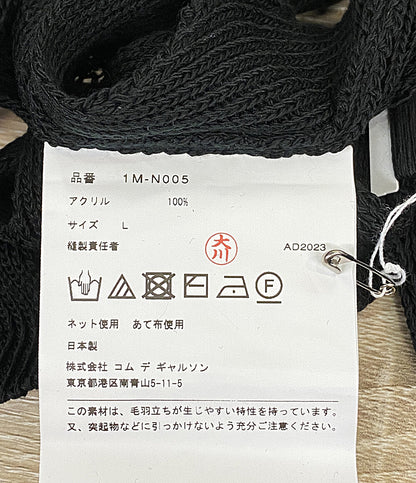 品番 1M-N005
アクリル 100%
サイズ L
縫製責任者 大川 AD2023
F
ネット使用 あて布使用
日本製
株式会社 コム デ ギャルソン
東京都港区南青山5-11-5
この素材は、毛羽立ちが生じやすい特性を持っています。
又、突起物などに引っかけないよう充分ご注意ください。